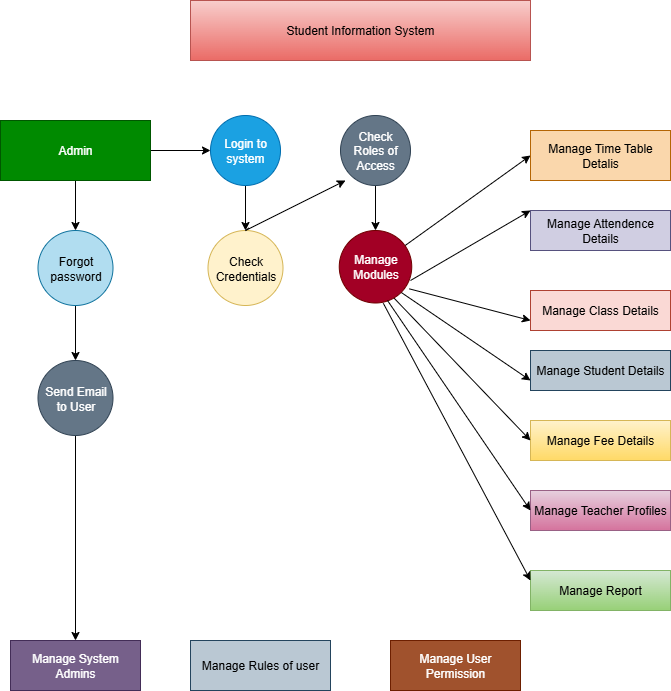 Student Information System
Admin
Login to
system
Check
Roles of
Access
Manage Time Table
Details
Manage Attendence
Details
Forgot
password
Check
Credentials
Manage
Modules
Manage Class Details
Manage Student Details
Send Email
to User
Manage Fee Details
Manage Teacher Profiles
Manage Report
Manage System
Admins
Manage Rules of user
Manage User
Permission